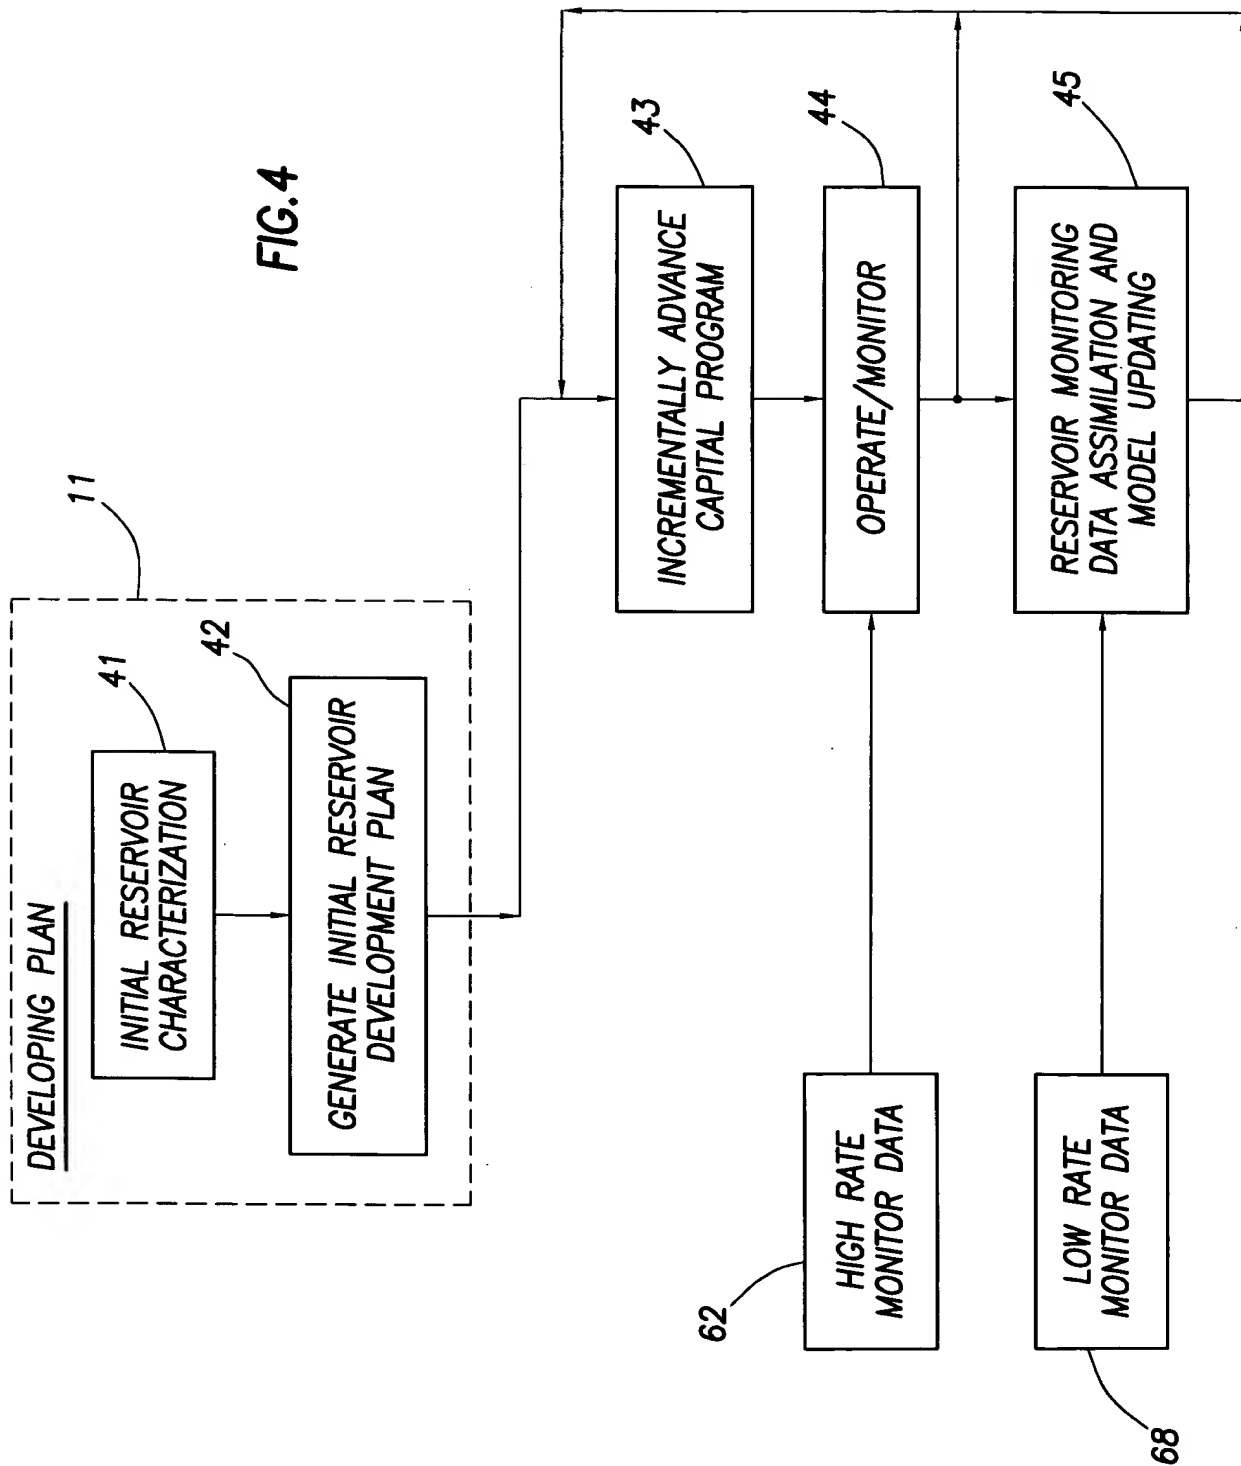 DEVELOPING PLAN
11
INITIAL RESERVOIR
CHARACTERIZATION
41
GENERATE INITIAL RESERVOIR
DEVELOPMENT PLAN
42
FIG.4
INCREMENTALLY ADVANCE
CAPITAL PROGRAM
43
HIGH RATE
MONITOR DATA
62
OPERATE/MONITOR
44
LOW RATE
MONITOR DATA
68
RESERVOIR MONITORING
DATA ASSIMILATION AND
MODEL UPDATING
45